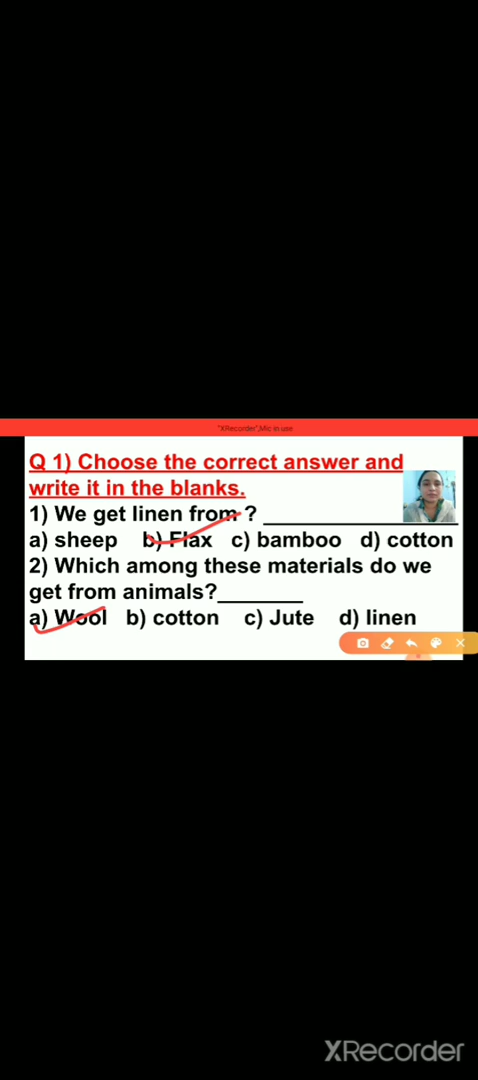 "XRecorder",Mic in use
Q 1) Choose the correct answer and
write it in the blanks.
1) We get linen from ? ________________
a) sheep b) Flax c) bamboo d) cotton
2) Which among these materials do we
get from animals?_______
a) Wool b) cotton c) Jute d) linen
XRecorder